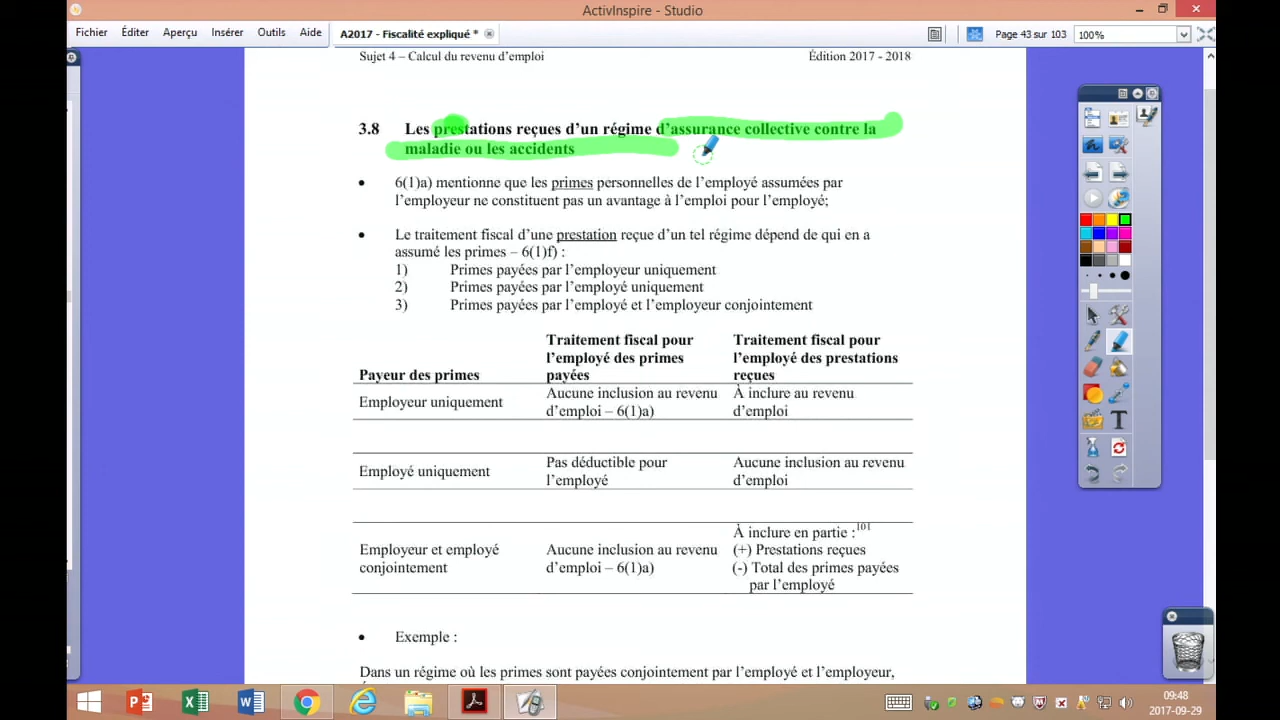 ActivInspire - Studio
Fichier Éditer Aperçu Insérer Outils Aide A2017 - Fiscalité expliqué * Page 43 sur 103 100%
Sujet 4 – Calcul du revenu d’emploi Édition 2017 - 2018
3.8 Les prestations reçues d’un régime d’assurance collective contre la
maladie ou les accidents
• 6(1)a) mentionne que les primes personnelles de l’employé assumées par
l’employeur ne constituent pas un avantage à l’emploi pour l’employé;
• Le traitement fiscal d’une prestation reçue d’un tel régime dépend de qui en a
assumé les primes – 6(1)f) :
1) Primes payées par l’employeur uniquement
2) Primes payées par l’employé uniquement
3) Primes payées par l’employé et l’employeur conjointement
Traitement fiscal pour Traitement fiscal pour
l’employé des primes l’employé des prestations
Payeur des primes payées reçues
Employeur uniquement Aucune inclusion au revenu À inclure au revenu
d’emploi – 6(1)a) d’emploi
Employé uniquement Pas déductible pour Aucune inclusion au revenu
l’employé d’emploi
À inclure en partie :101
Employeur et employé Aucune inclusion au revenu (+) Prestations reçues
conjointement d’emploi – 6(1)a) (-) Total des primes payées
par l’employé
• Exemple :
Dans un régime où les primes sont payées conjointement par l’employé et l’employeur,
09:48
2017-09-29